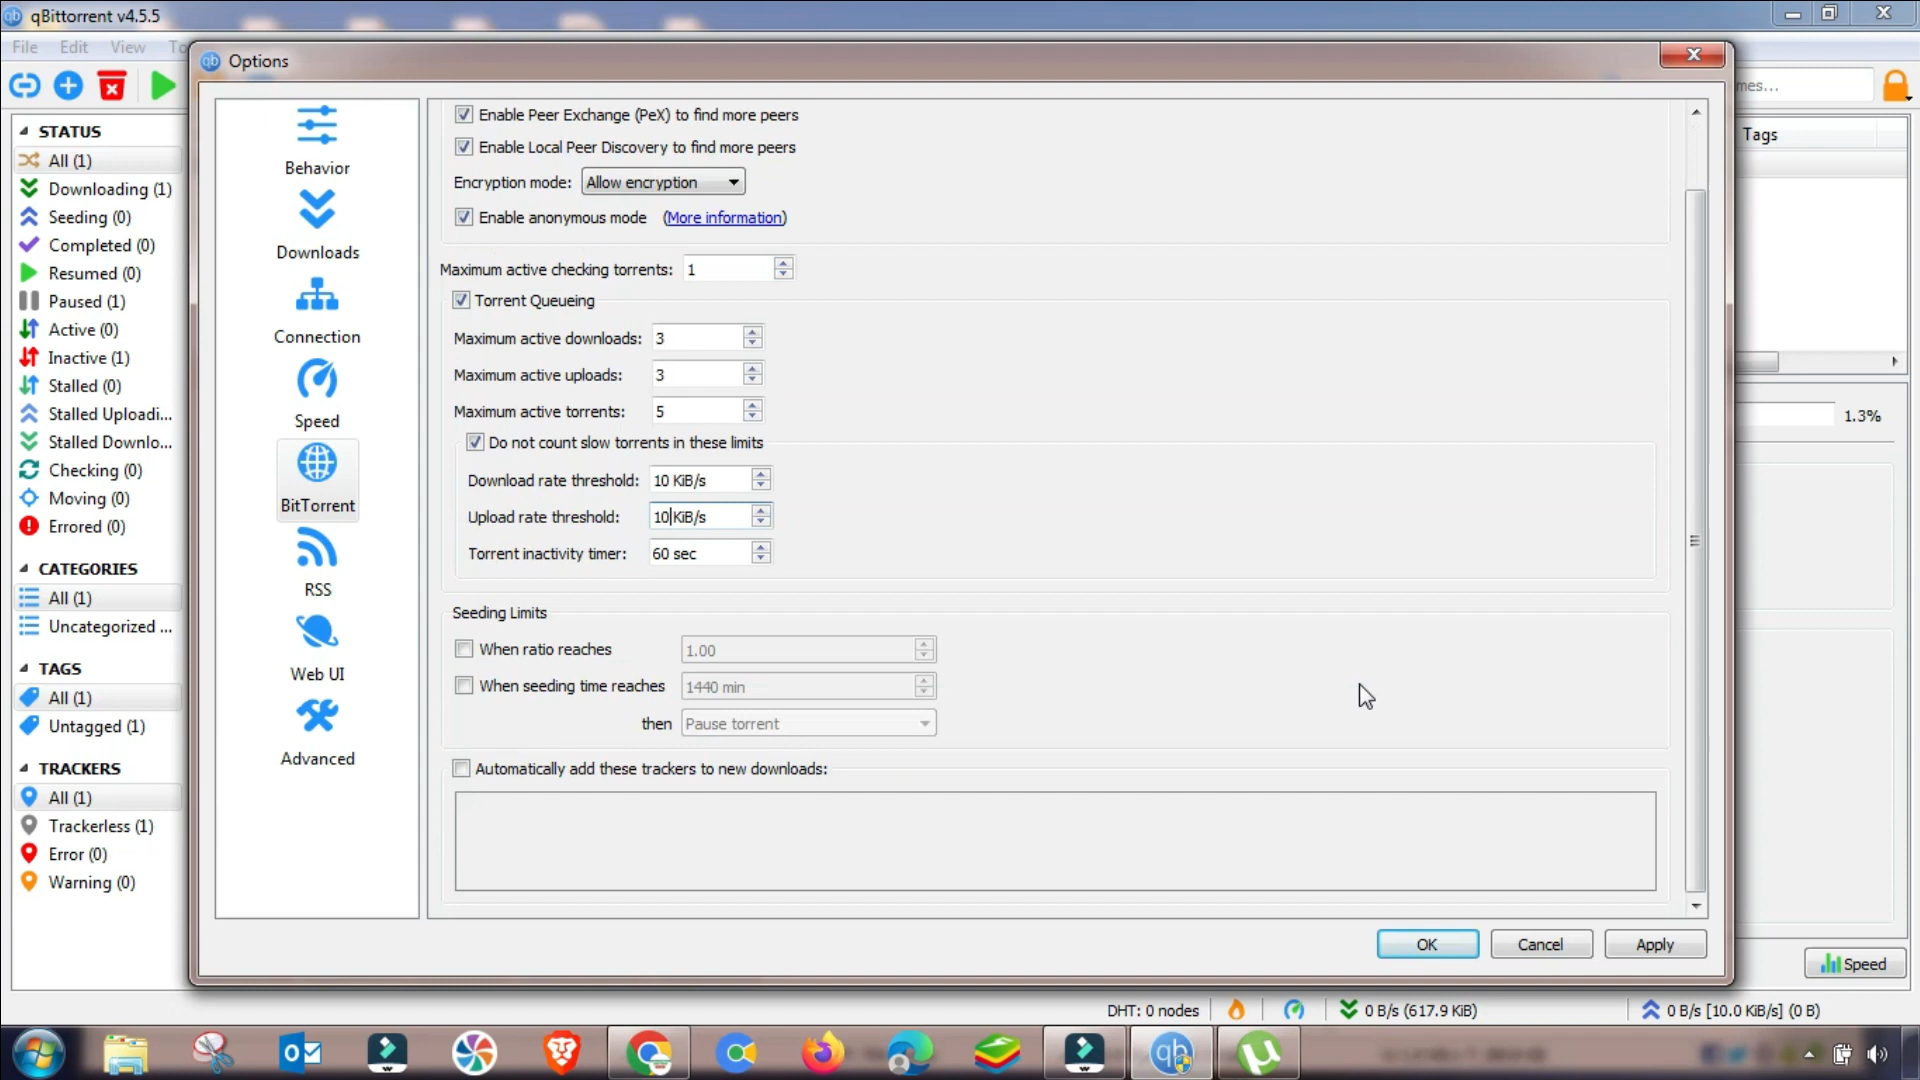 qBittorrent v4.5.5
File Edit View To
Options
mes...
STATUS
All (1)
Downloading (1)
Seeding (0)
Completed (0)
Resumed (0)
Paused (1)
Active (0)
Inactive (1)
Stalled (0)
Stalled Uploadi...
Stalled Downlo...
Checking (0)
Moving (0)
Errored (0)
CATEGORIES
All (1)
Uncategorized ...
TAGS
All (1)
Untagged (1)
TRACKERS
All (1)
Trackerless (1)
Error (0)
Warning (0)
Behavior
Downloads
Connection
Speed
BitTorrent
RSS
Web UI
Advanced
Enable Peer Exchange (PeX) to find more peers
Enable Local Peer Discovery to find more peers
Encryption mode: Allow encryption
Enable anonymous mode (More information)
Maximum active checking torrents: 1
Torrent Queueing
Maximum active downloads: 3
Maximum active uploads: 3
Maximum active torrents: 5
Do not count slow torrents in these limits
Download rate threshold: 10 KiB/s
Upload rate threshold: 10 KiB/s
Torrent inactivity timer: 60 sec
Seeding Limits
When ratio reaches 1.00
When seeding time reaches 1440 min
then Pause torrent
Automatically add these trackers to new downloads:
OK Cancel Apply
Tags
1.3%
Speed
DHT: 0 nodes 0 B/s (617.9 KiB) 0 B/s [10.0 KiB/s] (0 B)